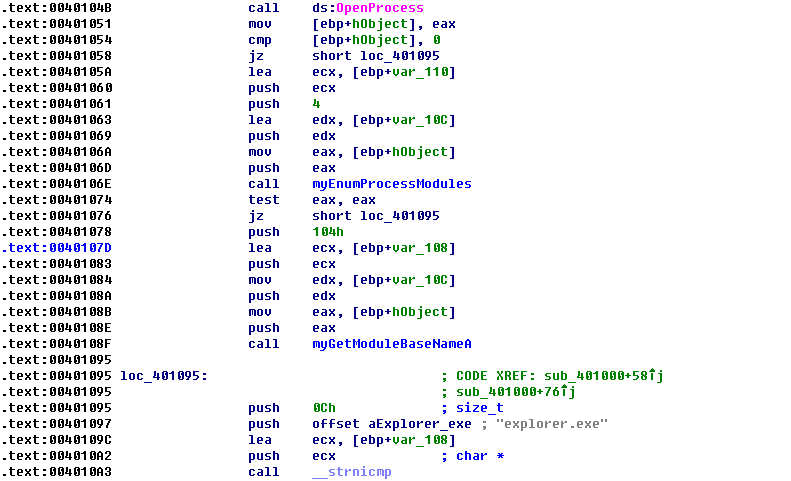 .text:0040104B call ds:OpenProcess
.text:00401051 mov [ebp+hObject], eax
.text:00401054 cmp [ebp+hObject], 0
.text:00401058 jz short loc_401095
.text:0040105A lea ecx, [ebp+var_110]
.text:00401060 push ecx
.text:00401061 push 4
.text:00401063 lea edx, [ebp+var_10C]
.text:00401069 push edx
.text:0040106A mov eax, [ebp+hObject]
.text:0040106D push eax
.text:0040106E call myEnumProcessModules
.text:00401074 test eax, eax
.text:00401076 jz short loc_401095
.text:00401078 push 104h
.text:0040107D lea ecx, [ebp+var_108]
.text:00401083 push ecx
.text:00401084 mov edx, [ebp+var_10C]
.text:0040108A push edx
.text:0040108B mov eax, [ebp+hObject]
.text:0040108E push eax
.text:0040108F call myGetModuleBaseNameA
.text:00401095
.text:00401095 loc_401095: ; CODE XREF: sub_401000+58↑j
.text:00401095 ; sub_401000+76↑j
.text:00401095 push 0Ch ; size_t
.text:00401097 push offset aExplorer_exe ; "explorer.exe"
.text:0040109C lea ecx, [ebp+var_108]
.text:004010A2 push ecx ; char *
.text:004010A3 call __strnicmp